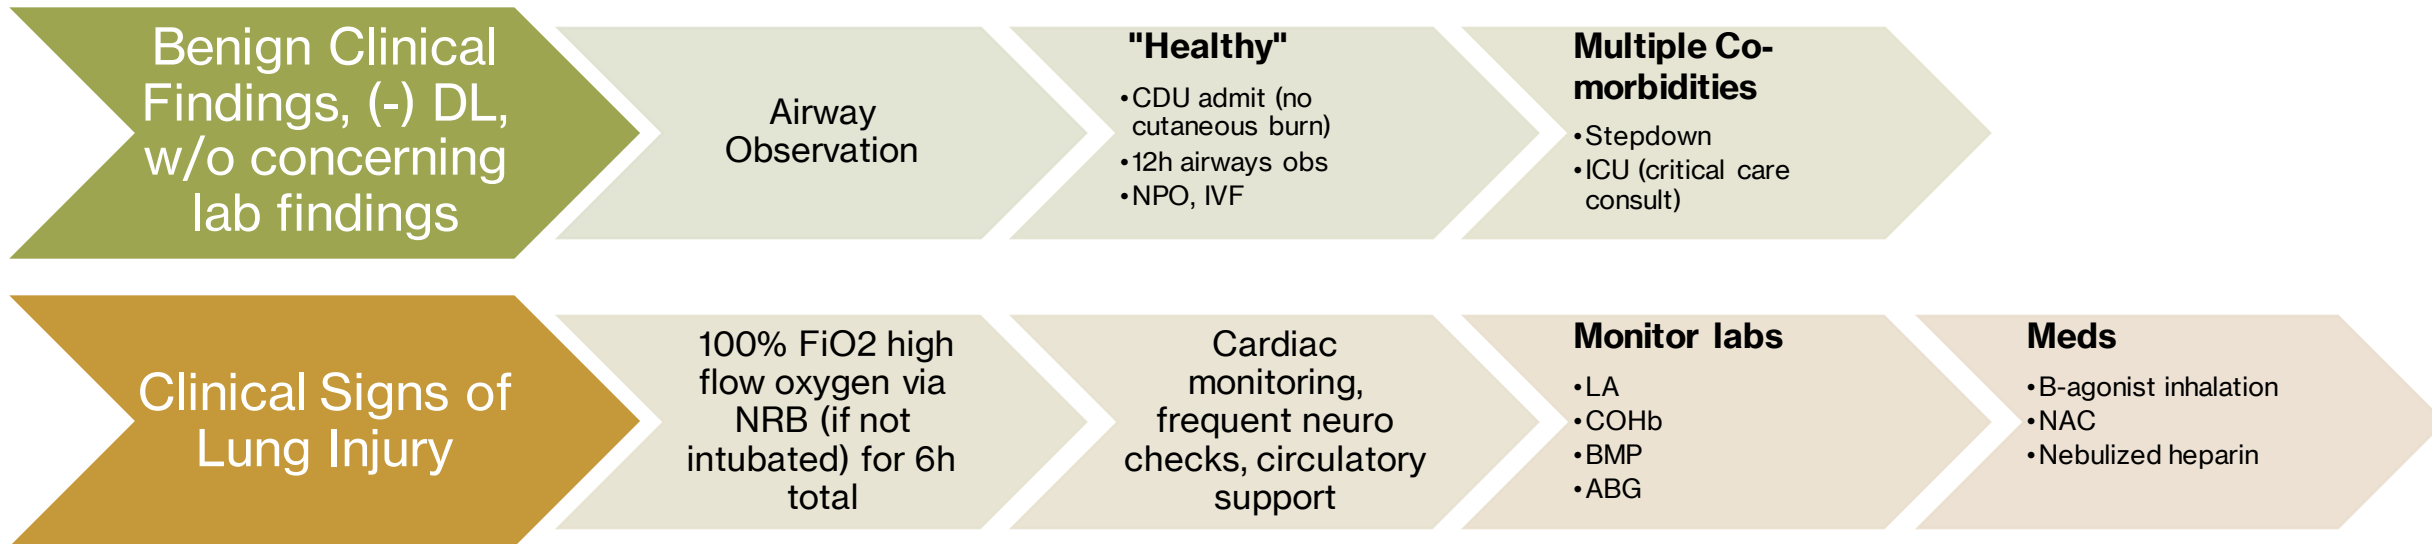 Benign Clinical
Findings, (-) DL,
w/o concerning
lab findings
Airway
Observation
"Healthy"
•CDU admit (no
cutaneous burn)
•12h airways obs
•NPO, IVF
Multiple Co-
morbidities
•Stepdown
•ICU (critical care
consult)
Clinical Signs of
Lung Injury
100% FiO2 high
flow oxygen via
NRB (if not
intubated) for 6h
total
Cardiac
monitoring,
frequent neuro
checks, circulatory
support
Monitor labs
•LA
•COHb
•BMP
•ABG
Meds
•B-agonist inhalation
•NAC
•Nebulized heparin